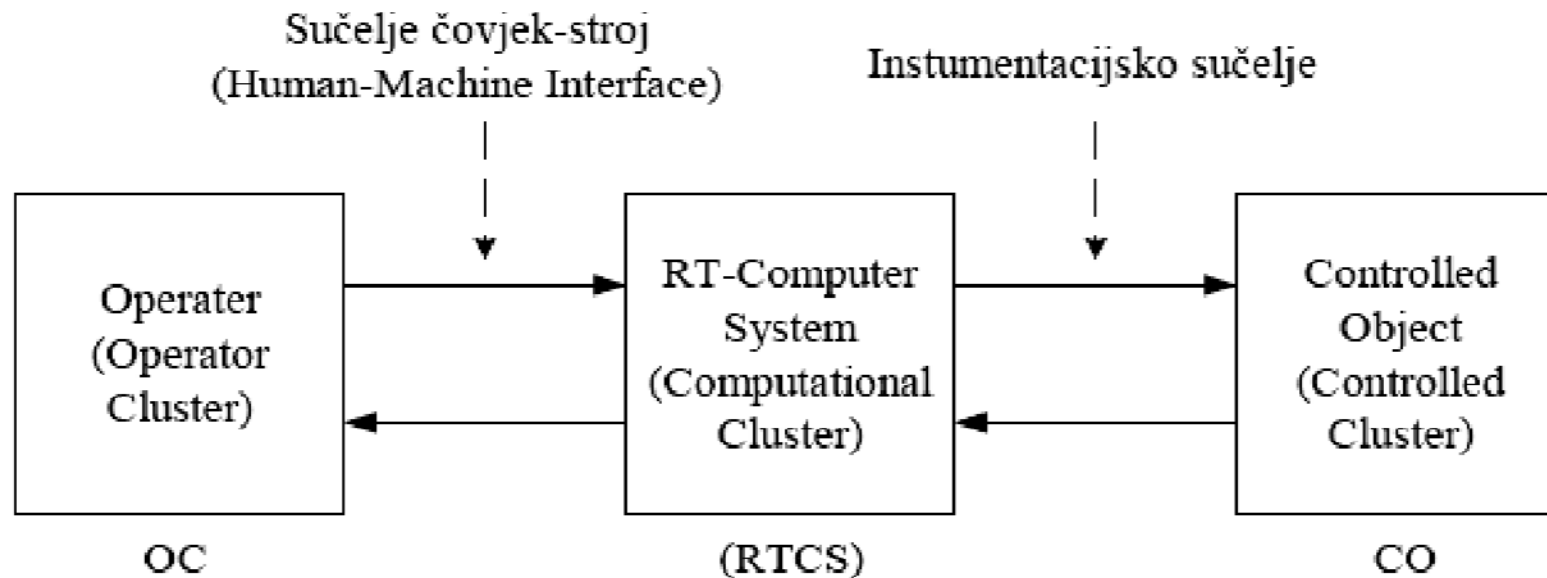 Sučelje čovjek-stroj
(Human-Machine Interface)
Instumentacijsko sučelje
Operater
(Operator
Cluster)
RT-Computer
System
(Computational
Cluster)
Controlled
Object
(Controlled
Cluster)
OC
(RTCS)
CO